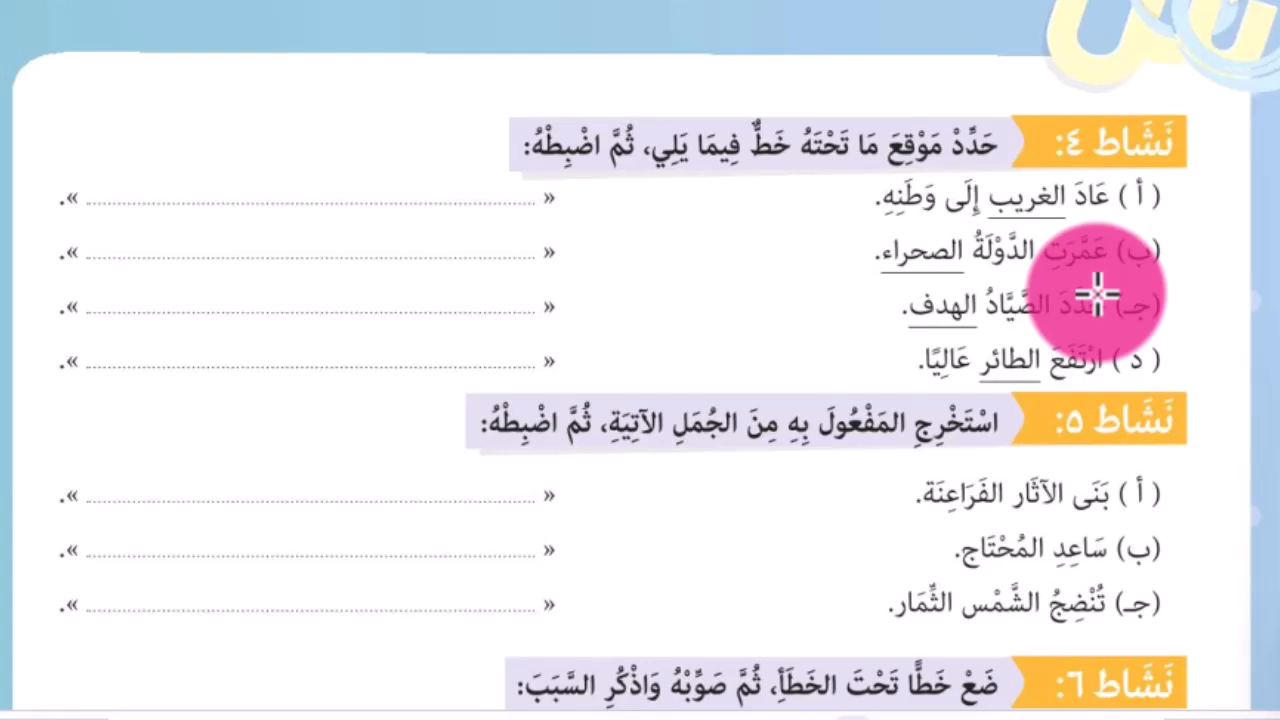 نَشَاط ٤: حَدِّدْ مَوْقِعَ مَا تَحْتَهُ خَطٌّ فِيمَا يَلِي، ثُمَّ اضْبِطْهُ:
( أ ) عَادَ الغريب إِلَى وَطَنِهِ. « ........................ ».
(ب) عَمَّرَتِ الدَّوْلَةُ الصحراء. « ........................ ».
(جـ) حَدَّدَ الصَّيَّادُ الهدف. « ........................ ».
( د ) ارْتَفَعَ الطائر عَالِيًا. « ........................ ».
نَشَاط ٥: اسْتَخْرِجِ المَفْعُولَ بِهِ مِنَ الجُمَلِ الآتِيَةِ، ثُمَّ اضْبِطْهُ:
( أ ) بَنَى الآثَار الفَرَاعِنَة. « ........................ ».
(ب) سَاعِدِ المُحْتَاج. « ........................ ».
(جـ) تُنْضِجُ الشَّمْس الثِّمَار. « ........................ ».
نَشَاط ٦: ضَعْ خَطًّا تَحْتَ الخَطَأِ، ثُمَّ صَوِّبْهُ وَاذْكُرِ السَّبَبَ: